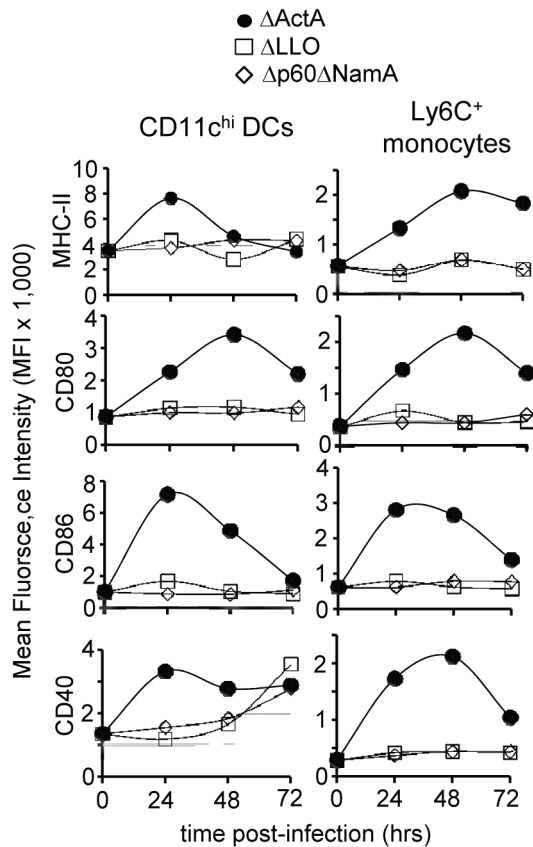 ΔActA
ΔLLO
Δp60ΔNamA
CD11chi DCs
Ly6C+
monocytes
Mean Fluorsce,ce Intensity (MFI x 1,000)
MHC-II
10
8
6
4
2
0
2
1
0
CD80
4
3
2
1
0
2
1
0
CD86
8
6
4
2
0
4
3
2
1
0
CD40
4
2
0
2
1
0
0 24 48 72
0 24 48 72
time post-infection (hrs)